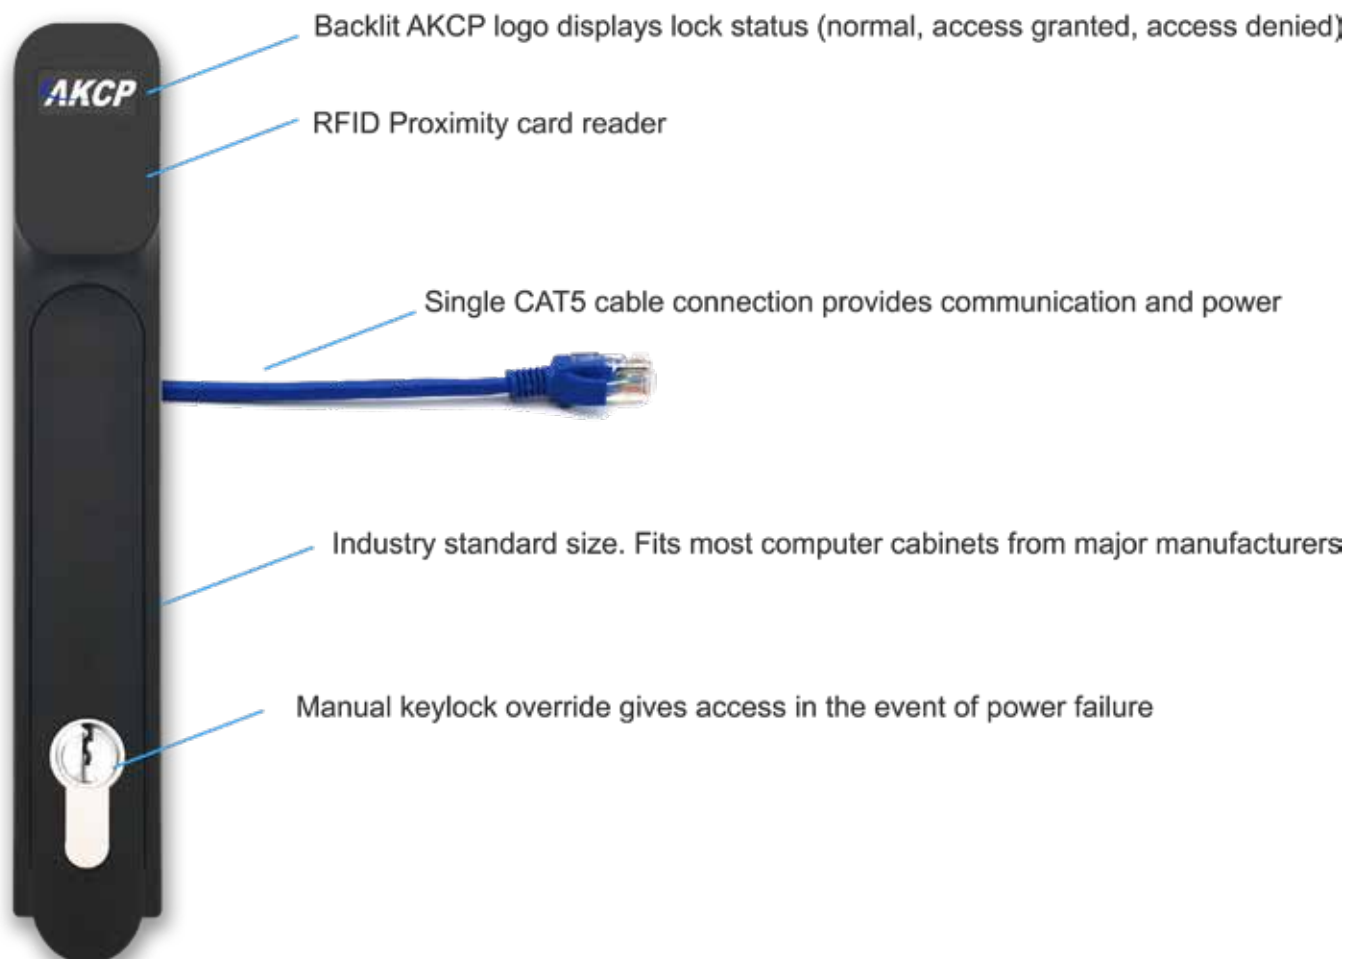 Backlit AKCP logo displays lock status (normal, access granted, access denied)
AKCP
RFID Proximity card reader
Single CAT5 cable connection provides communication and power
Industry standard size. Fits most computer cabinets from major manufacturers
Manual keylock override gives access in the event of power failure